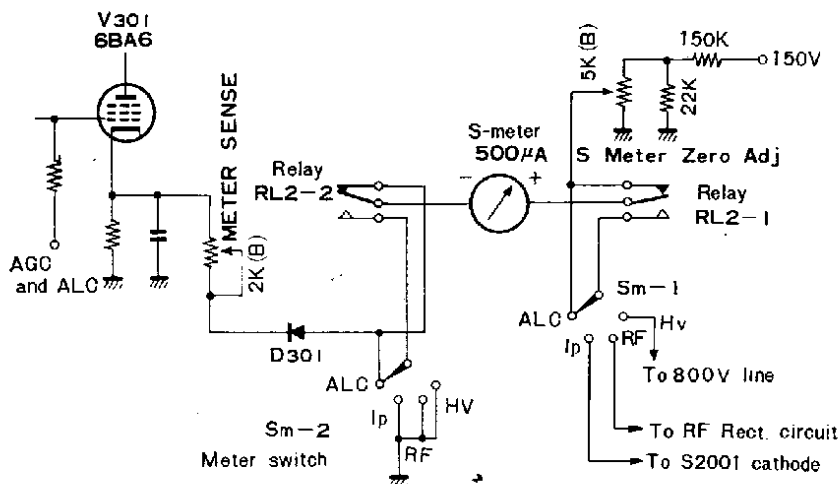 V301
6BA6
150K
150V
5K(B)
22K
S-meter
500μA
S Meter Zero Adj
METER SENSE
Relay
RL2-2
-
+
Relay
RL2-1
2K(B)
AGC
and ALC
D301
Sm-1
ALC
Hv
Ip
RF
ALC
To 800V line
Ip
HV
Sm-2
RF
Meter switch
To RF Rect. circuit
To S2001 cathode